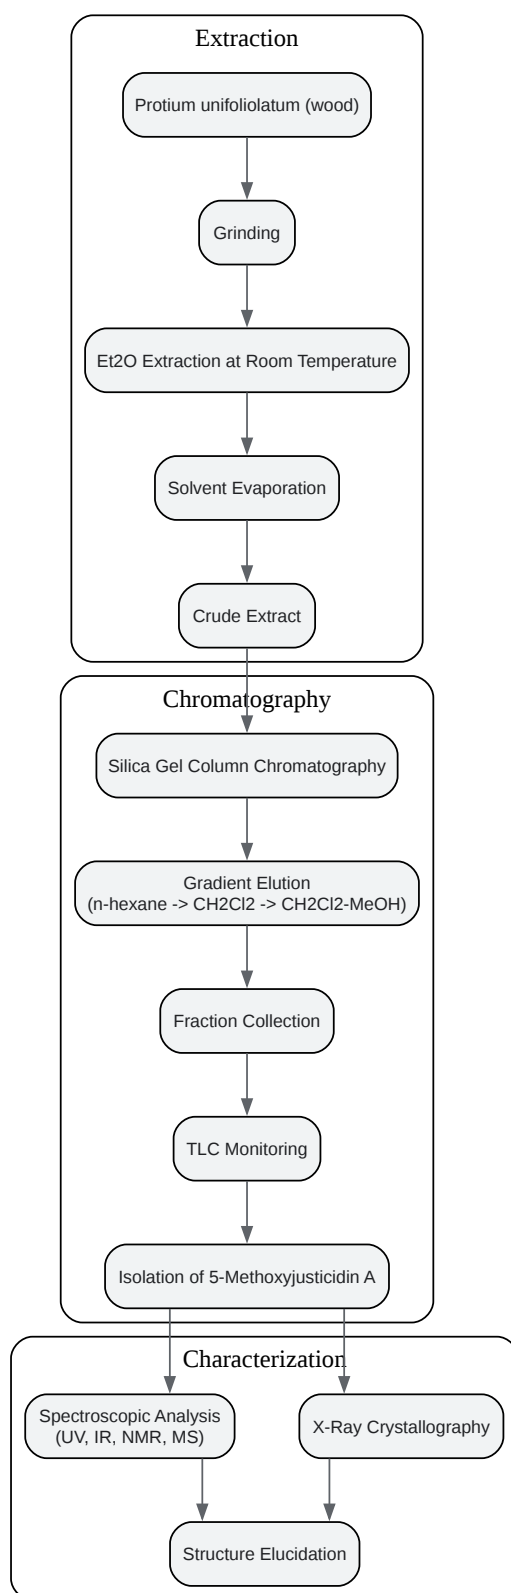 Extraction
Protium unifoliolatum (wood)
Grinding
Et2O Extraction at Room Temperature
Solvent Evaporation
Crude Extract
Chromatography
Silica Gel Column Chromatography
Gradient Elution
(n-hexane -> CH2Cl2 -> CH2Cl2-MeOH)
Fraction Collection
TLC Monitoring
Isolation of 5-Methoxyjusticidin A
Characterization
Spectroscopic Analysis
(UV, IR, NMR, MS)
X-Ray Crystallography
Structure Elucidation